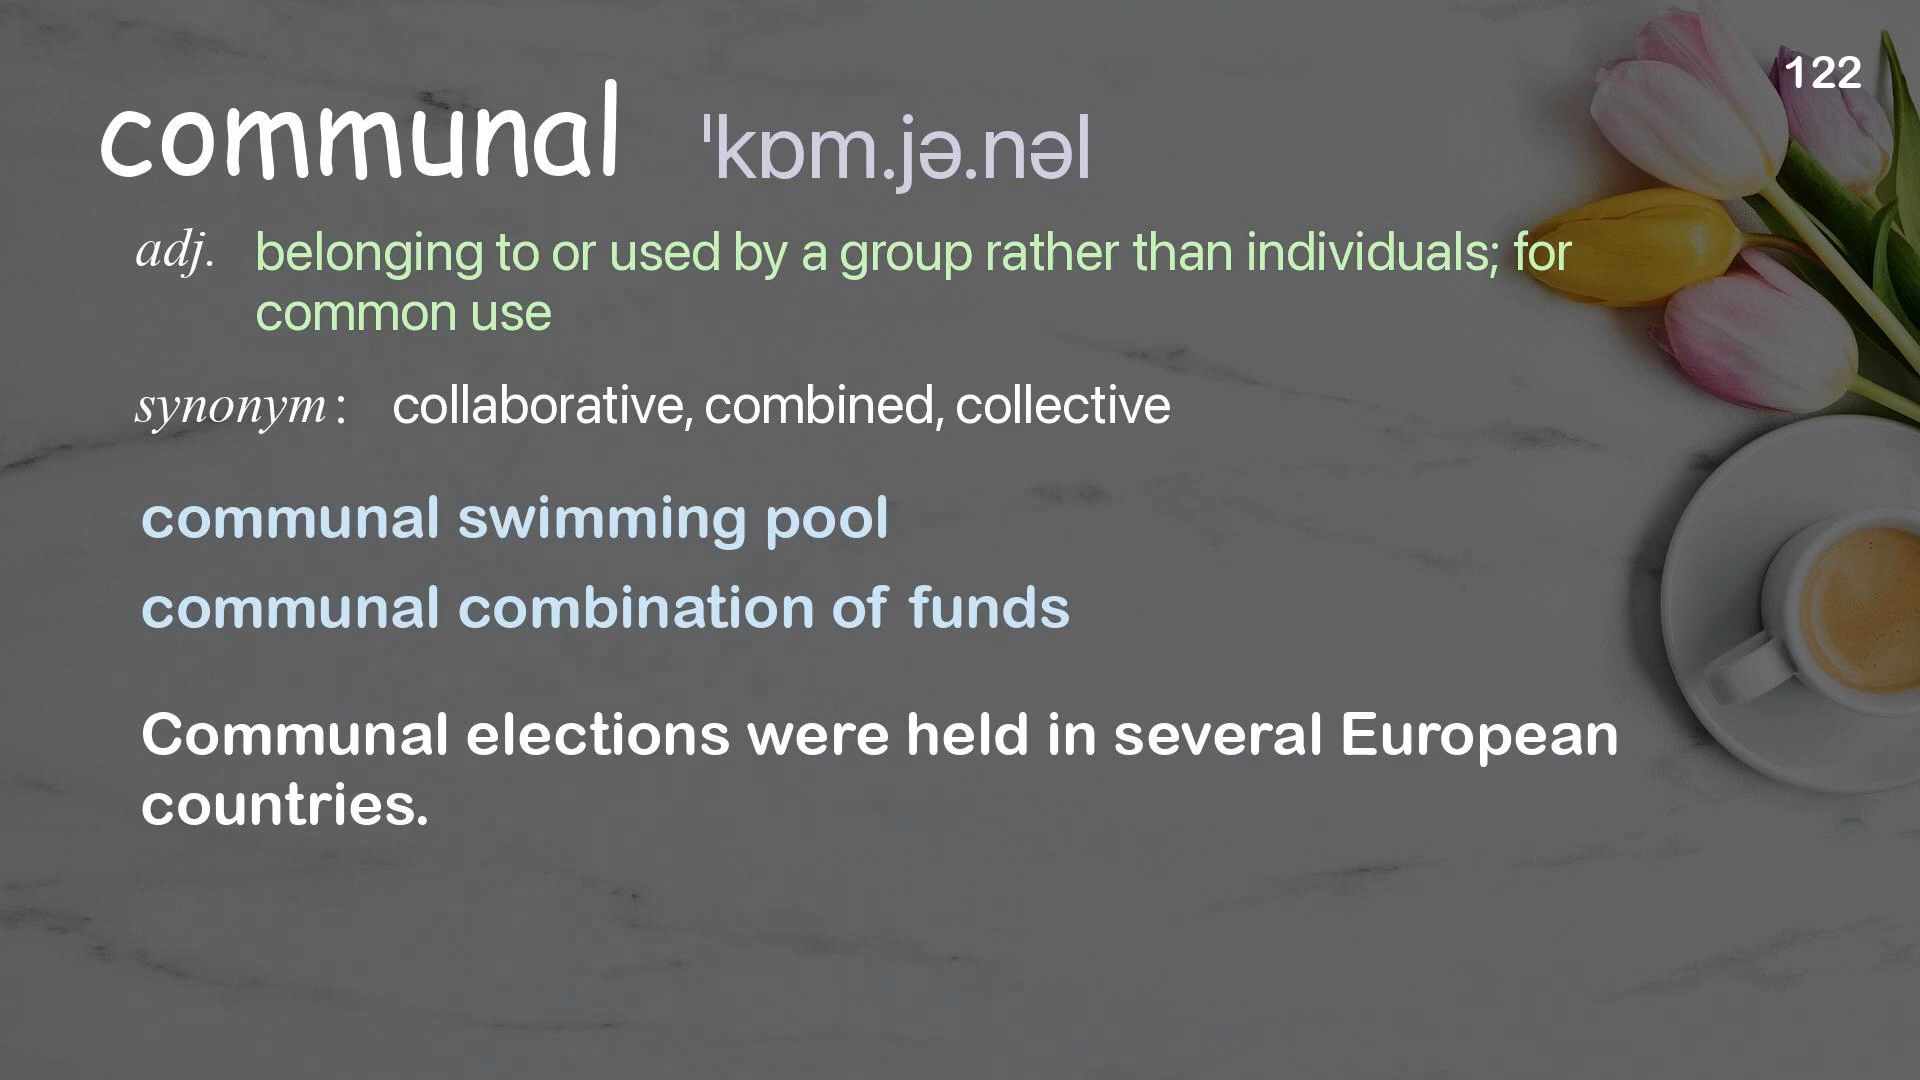 122
communal ˈkɒm.jə.nəl
adj. belonging to or used by a group rather than individuals; for
common use
synonym : collaborative, combined, collective
communal swimming pool
communal combination of funds
Communal elections were held in several European
countries.